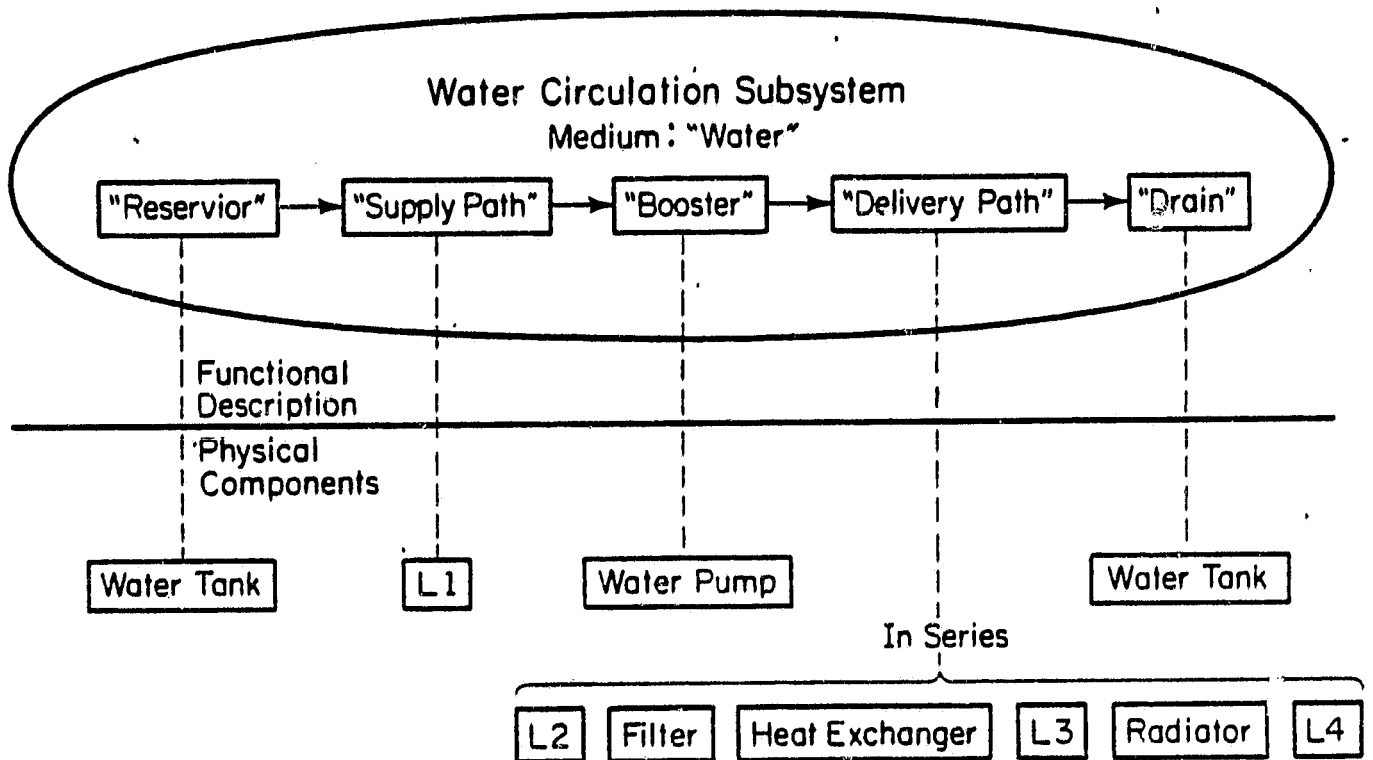 Water Circulation Subsystem
Medium: "Water"
"Reservior"
"Supply Path"
"Booster"
"Delivery Path"
"Drain"
Functional
Description
Physical
Components
Water Tank
L1
Water Pump
Water Tank
In Series
L2
Filter
Heat Exchanger
L3
Radiator
L4